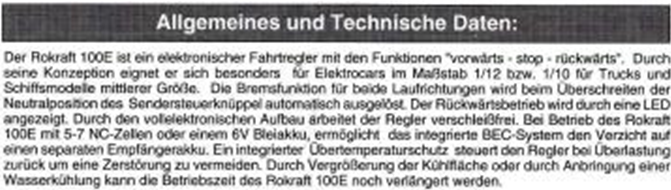 Allgemeines und Technische Daten:
Der Rokraft 100E ist ein elektronischer Fahrtregler mit den Funktionen "vorwärts - stop - rückwärts". Durch
seine Konzeption eignet er sich besonders für Elektrocars im Maßstab 1/12 bzw. 1/10 für Trucks und
Schiffsmodelle mittlerer Größe. Die Bremsfunktion für beide Laufrichtungen wird beim Überschreiten der
Neutralposition des Sendersteuerknüppel automatisch ausgelöst. Der Rückwärtsbetrieb wird durch eine LED
angezeigt. Durch den vollelektronischen Aufbau arbeitet der Regler verschleißfrei. Bei Betrieb des Rokraft
100E mit 5-7 NC-Zellen oder einem 6V Bleiakku, ermöglicht das integrierte BEC-System den Verzicht auf
einen separaten Empfängerakku. Ein integrierter Übertemperaturschutz steuert den Regler bei Überlastung
zurück um eine Zerstörung zu vermeiden. Durch Vergrößerung der Kühlfläche oder durch Anbringung einer
Wasserkühlung kann die Betriebszeit des Rokraft 100E noch verlängert werden.